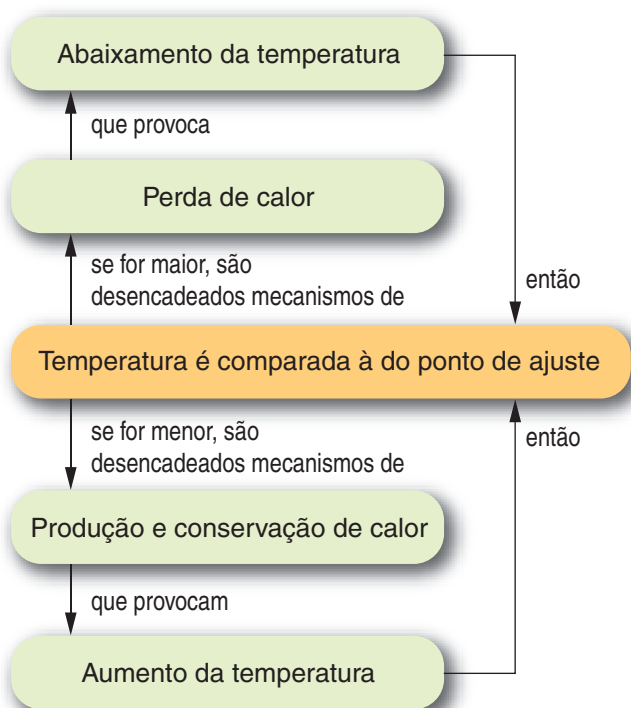 Abaixamento da temperatura
que provoca
Perda de calor
se for maior, são
desencadeados mecanismos de
então
Temperatura é comparada à do ponto de ajuste
se for menor, são
desencadeados mecanismos de
então
Produção e conservação de calor
que provocam
Aumento da temperatura